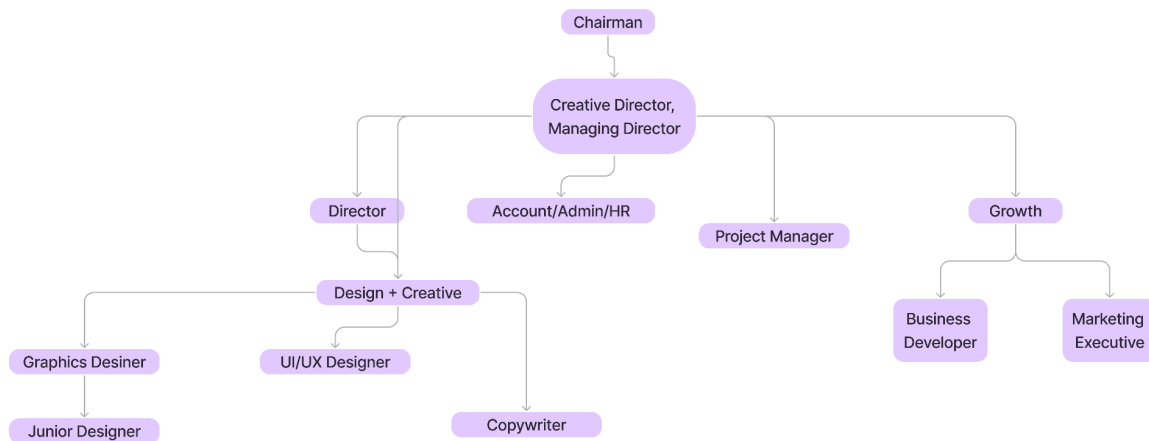 Chairman
Creative Director,
Managing Director
Director
Account/Admin/HR
Growth
Project Manager
Design + Creative
Business
Developer
Marketing
Executive
Graphics Desiner
UI/UX Designer
Copywriter
Junior Designer